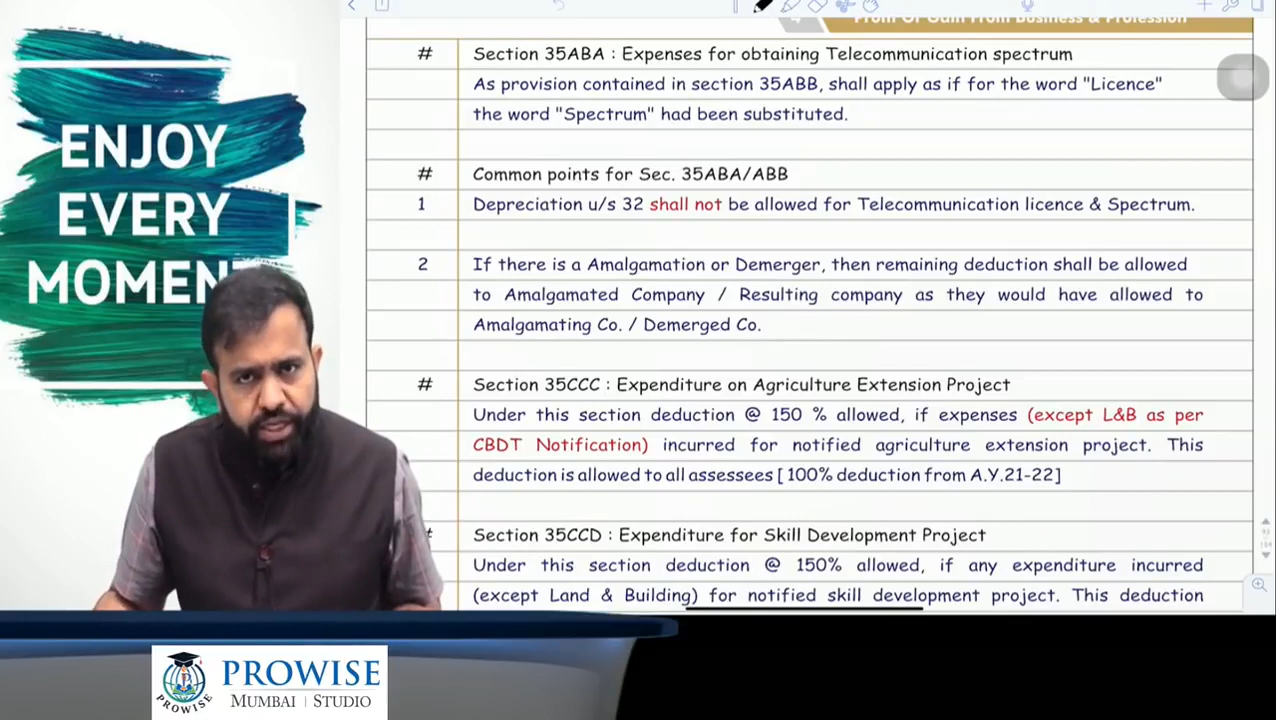 ENJOY
EVERY
MOMENT
Profit Or Gain From Business & Profession
# Section 35ABA : Expenses for obtaining Telecommunication spectrum
As provision contained in section 35ABB, shall apply as if for the word "Licence"
the word "Spectrum" had been substituted.
# Common points for Sec. 35ABA/ABB
1 Depreciation u/s 32 shall not be allowed for Telecommunication licence & Spectrum.
2 If there is a Amalgamation or Demerger, then remaining deduction shall be allowed
to Amalgamated Company / Resulting company as they would have allowed to
Amalgamating Co. / Demerged Co.
# Section 35CCC : Expenditure on Agriculture Extension Project
Under this section deduction @ 150 % allowed, if expenses (except L&B as per
CBDT Notification) incurred for notified agriculture extension project. This
deduction is allowed to all assessees [ 100% deduction from A.Y.21-22]
# Section 35CCD : Expenditure for Skill Development Project
Under this section deduction @ 150% allowed, if any expenditure incurred
(except Land & Building) for notified skill development project. This deduction
PROWISE
PROWISE
MUMBAI | STUDIO